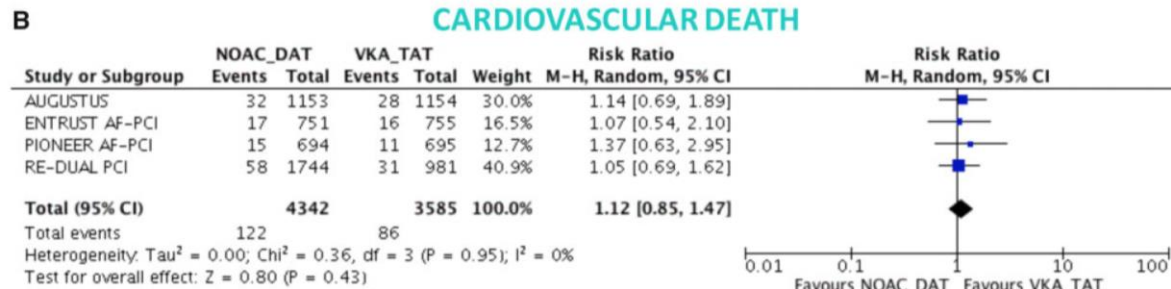 B
CARDIOVASCULAR DEATH
NOAC_DAT VKA_TAT Risk Ratio Risk Ratio
Study or Subgroup Events Total Events Total Weight M-H, Random, 95% CI M-H, Random, 95% CI
AUGUSTUS 32 1153 28 1154 30.0% 1.14 [0.69, 1.89]
ENTRUST AF-PCI 17 751 16 755 16.5% 1.07 [0.54, 2.10]
PIONEER AF-PCI 15 694 11 695 12.7% 1.37 [0.63, 2.95]
RE-DUAL PCI 58 1744 31 981 40.9% 1.05 [0.69, 1.62]
Total (95% CI) 4342 3585 100.0% 1.12 [0.85, 1.47]
Total events 122 86
Heterogeneity: Tau² = 0.00; Chi² = 0.36, df = 3 (P = 0.95); I² = 0%
Test for overall effect: Z = 0.80 (P = 0.43)
0.01 0.1 1 10 100
Favours NOAC_DAT Favours VKA_TAT